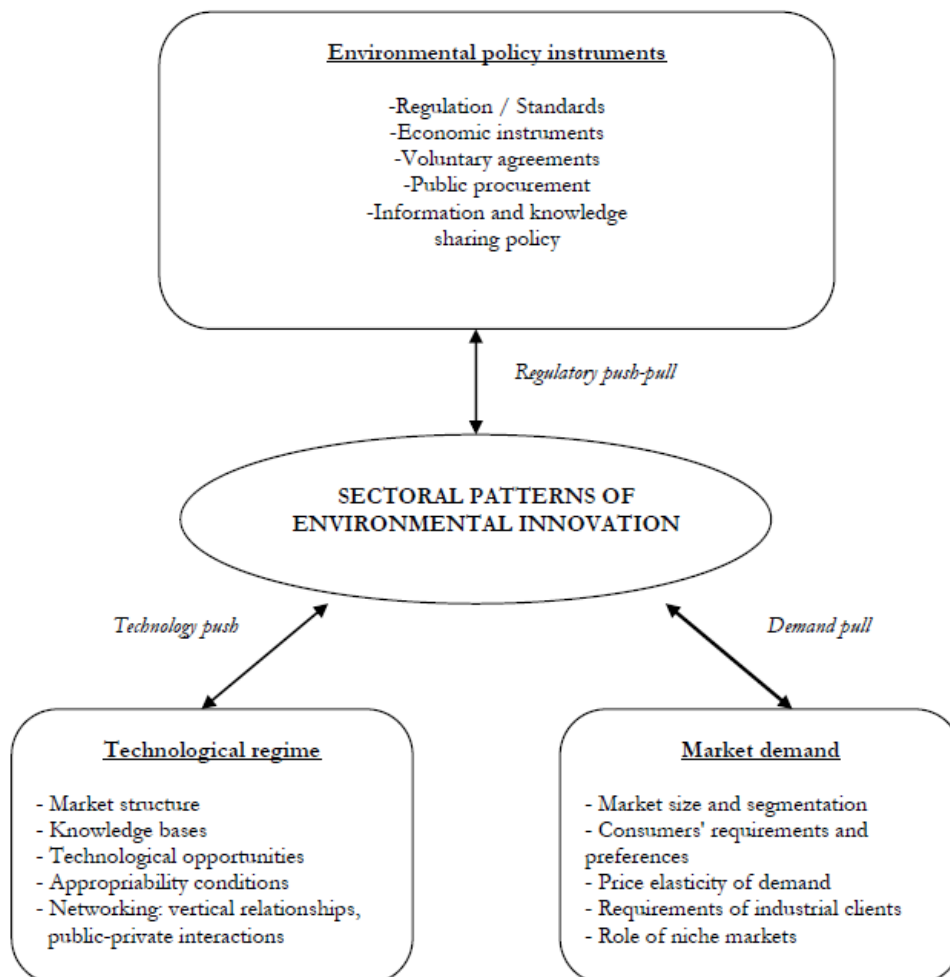 Environmental policy instruments
-Regulation / Standards
-Economic instruments
-Voluntary agreements
-Public procurement
-Information and knowledge
sharing policy
Regulatory push-pull
SECTORAL PATTERNS OF
ENVIRONMENTAL INNOVATION
Technology push
Demand pull
Technological regime
- Market structure
- Knowledge bases
- Technological opportunities
- Appropriability conditions
- Networking: vertical relationships,
public-private interactions
Market demand
- Market size and segmentation
- Consumers' requirements and
preferences
- Price elasticity of demand
- Requirements of industrial clients
- Role of niche markets